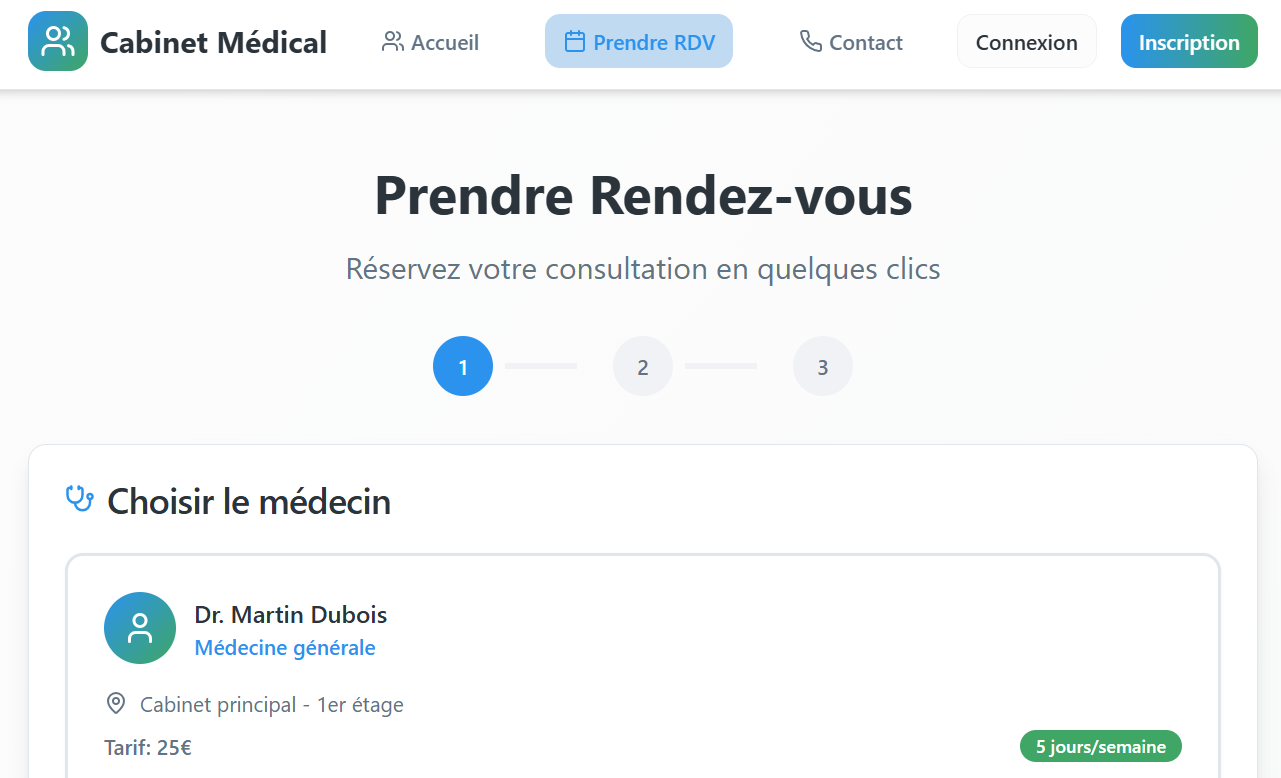 Cabinet Médical
Accueil
Prendre RDV
Contact
Connexion
Inscription
Prendre Rendez-vous
Réservez votre consultation en quelques clics
1
2
3
Choisir le médecin
Dr. Martin Dubois
Médecine générale
Cabinet principal - 1er étage
Tarif: 25€
5 jours/semaine